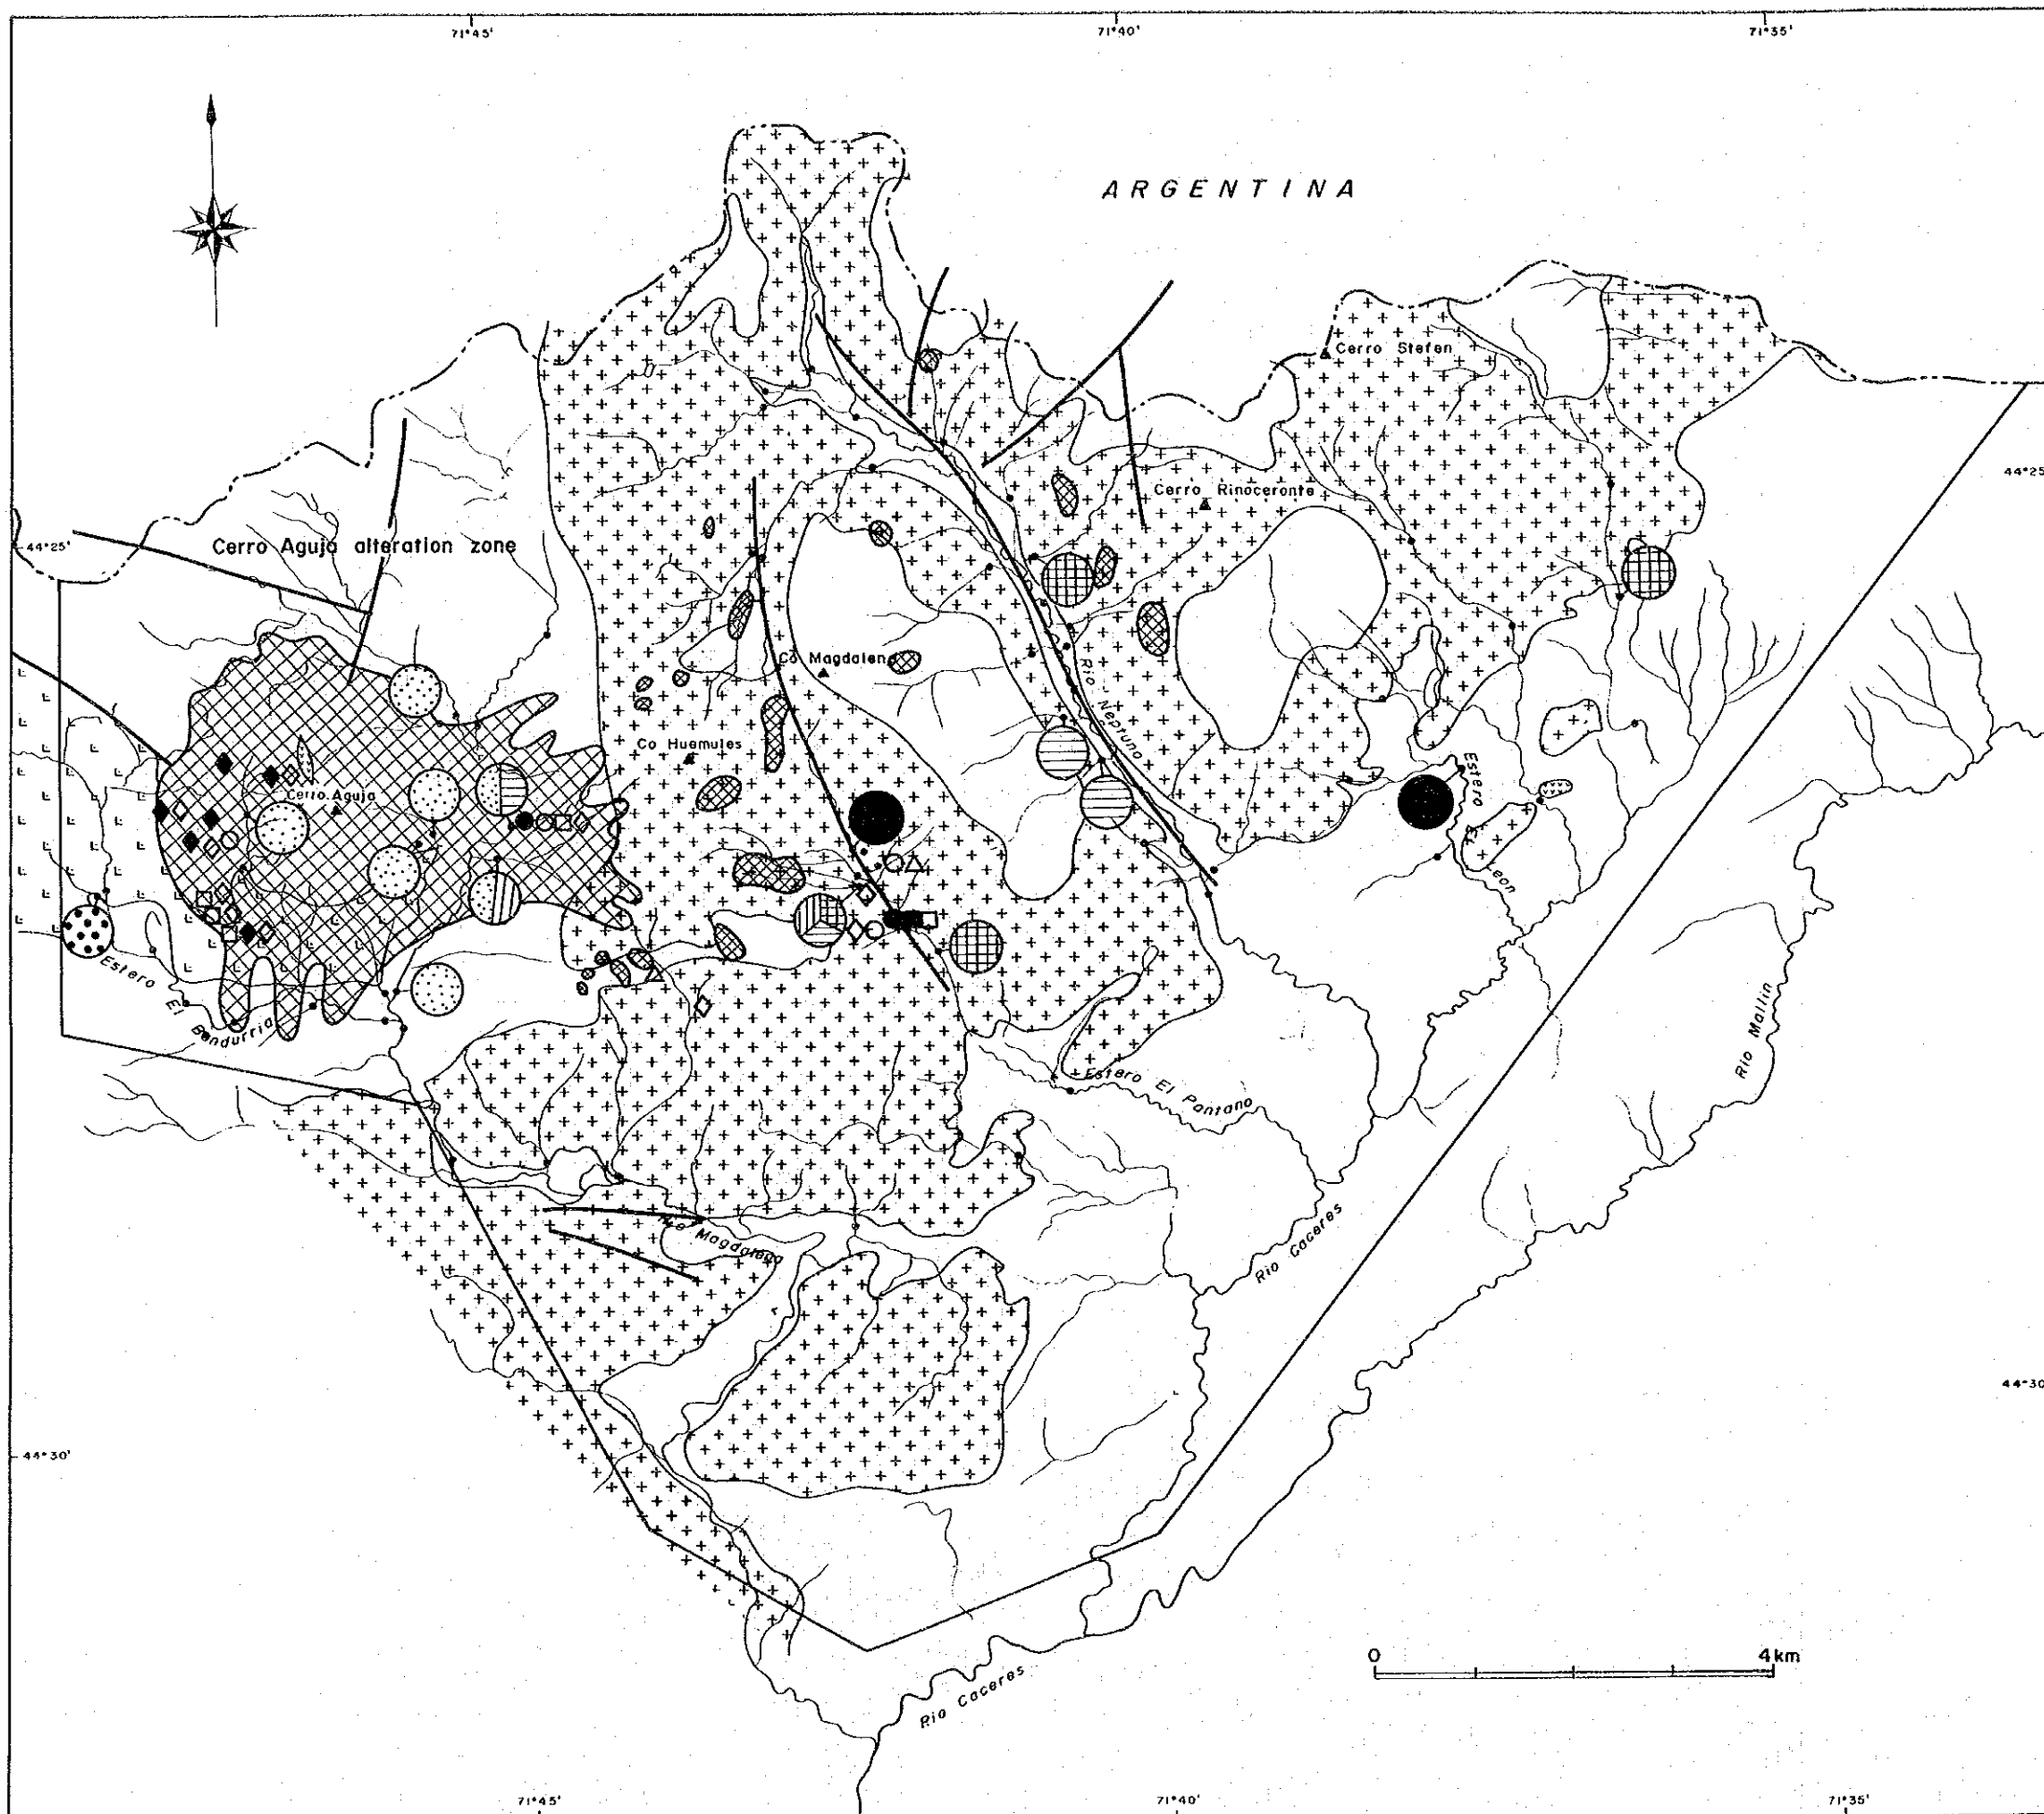 71°45'
71°40'
71°35'
ARGENTINA
Cerro Stefen
44°25'
Cerro Rinoceronte
44°25'
Cerro Aguja alteration zone
Co Magdalena
Rio Neptuno
Co Huemules
Cerro Aguja
Estero El Leon
Estero El Bandurria
Rio Mallin
Estero El Pantano
Rio Magdalena
Rio Caceres
44°30'
44°30'
0 4km
Rio Caceres
71°45'
71°40'
71°35'